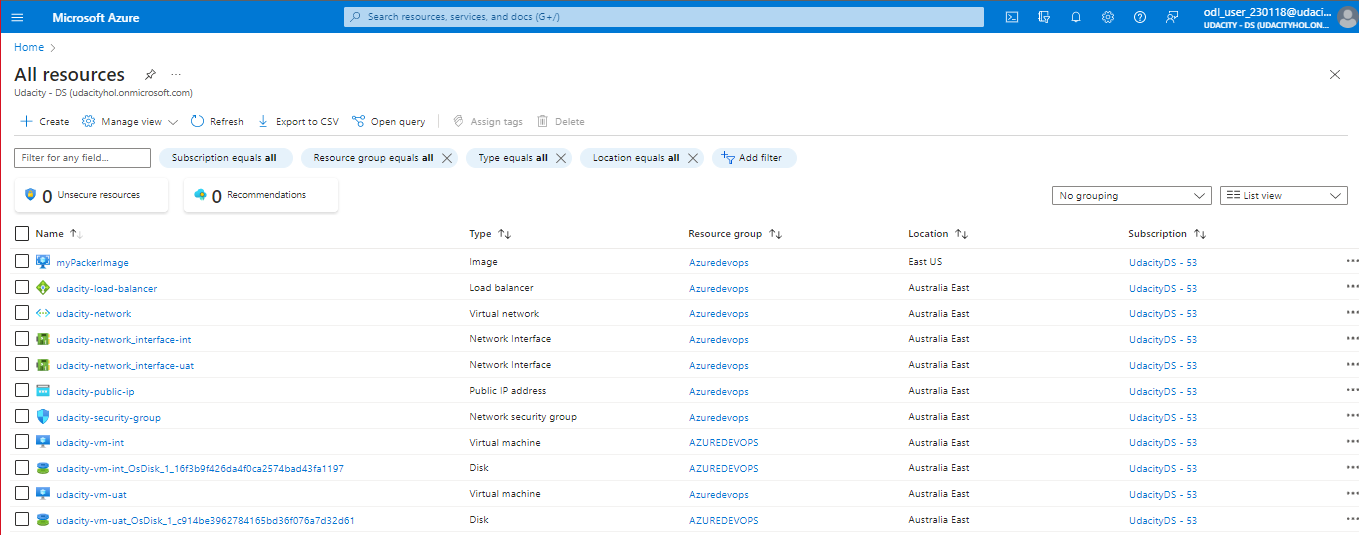 Microsoft Azure
Search resources, services, and docs (G+/)
odl_user_230118@udaci...
UDACITY - DS (UDACITYHOL.ON...
Home
All resources
...
Udacity - DS (udacityhol.onmicrosoft.com)
Create Manage view Refresh Export to CSV Open query Assign tags Delete
Filter for any field... Subscription equals all Resource group equals all Type equals all Location equals all Add filter
0 Unsecure resources 0 Recommendations No grouping List view
Name Type Resource group Location Subscription
myPackerImage Image Azuredevops East US UdacityDS - 53
udacity-load-balancer Load balancer Azuredevops Australia East UdacityDS - 53
udacity-network Virtual network Azuredevops Australia East UdacityDS - 53
udacity-network_interface-int Network Interface Azuredevops Australia East UdacityDS - 53
udacity-network_interface-uat Network Interface Azuredevops Australia East UdacityDS - 53
udacity-public-ip Public IP address Azuredevops Australia East UdacityDS - 53
udacity-security-group Network security group Azuredevops Australia East UdacityDS - 53
udacity-vm-int Virtual machine AZUREDEVOPS Australia East UdacityDS - 53
udacity-vm-int_OsDisk_1_16f3b9f426da4f0ca2574bad43fa1197 Disk AZUREDEVOPS Australia East UdacityDS - 53
udacity-vm-uat Virtual machine AZUREDEVOPS Australia East UdacityDS - 53
udacity-vm-uat_OsDisk_1_c914be3962784165bd36f076a7d32d61 Disk AZUREDEVOPS Australia East UdacityDS - 53